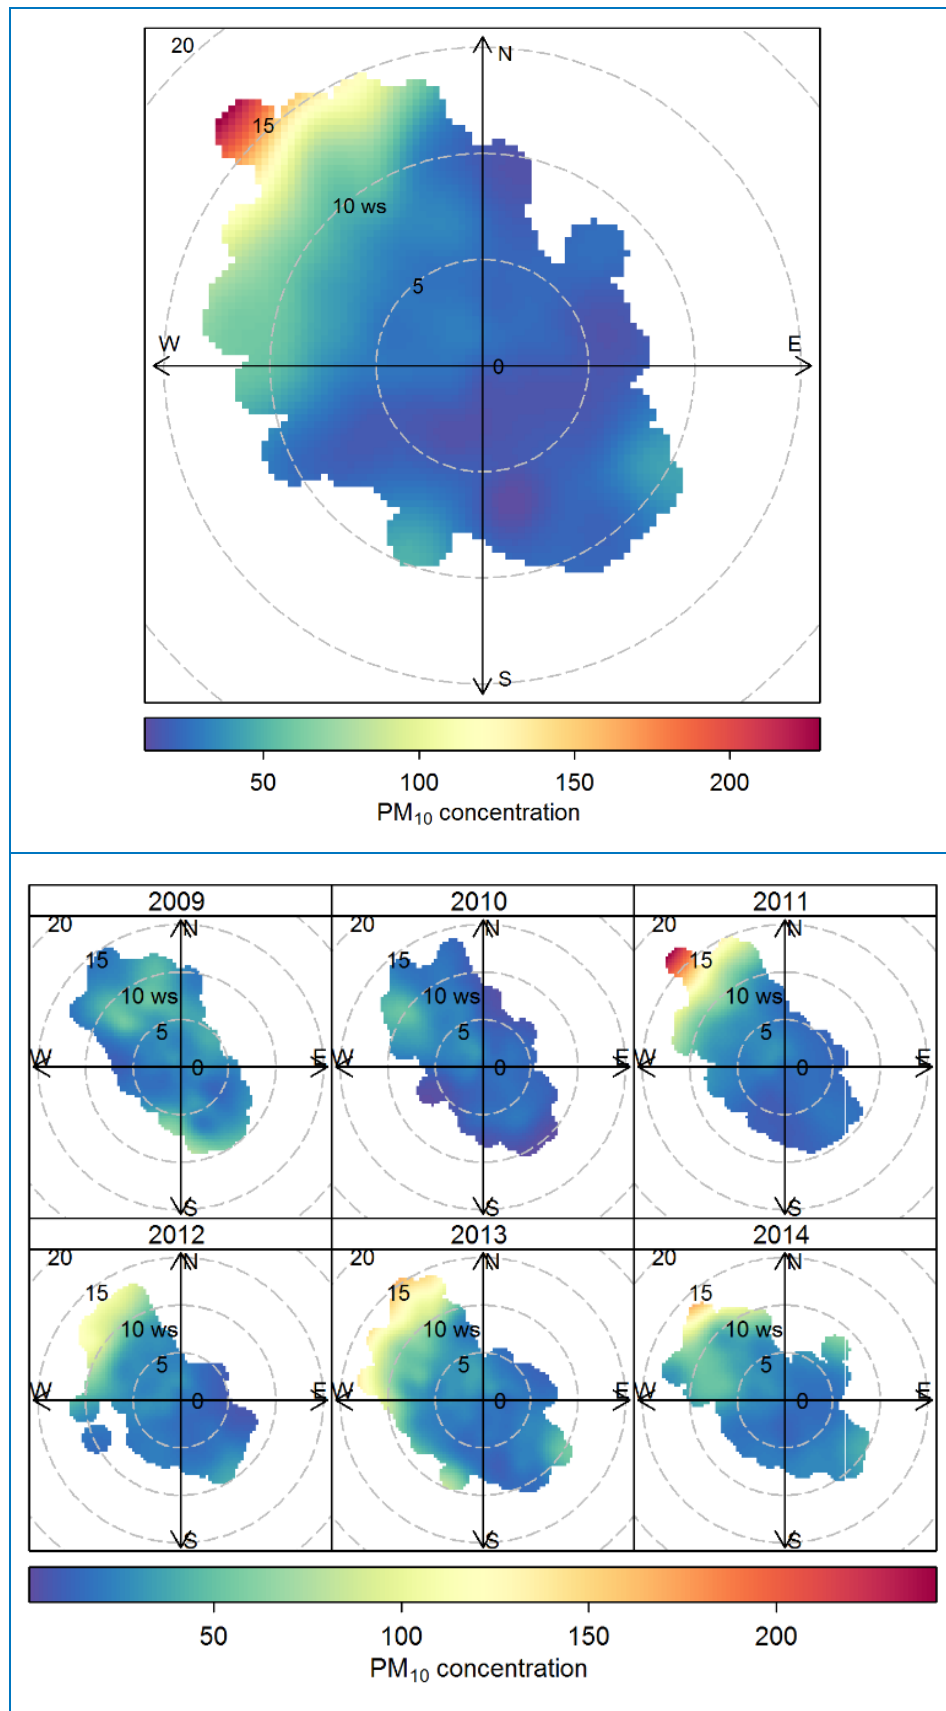 20
N
15
10 ws
5
W
E
0
S
50 100 150 200
PM₁₀ concentration
2009 2010 2011
20 N 20 N 20 N
15 15 15
10 ws 10 ws 10 ws
5 5 5
W E W E W E
0 0 0
S S S
2012 2013 2014
20 N 20 N 20 N
15 15 15
10 ws 10 ws 10 ws
5 5 5
W E W E W E
0 0 0
S S S
50 100 150 200
PM₁₀ concentration